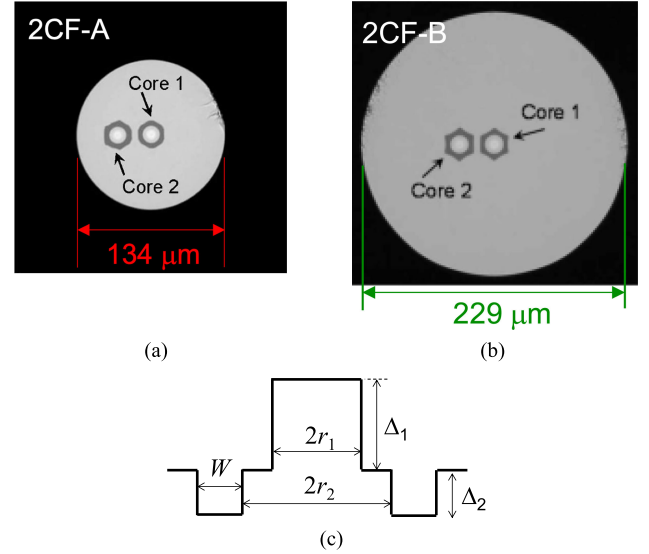 2CF-A
Core 1
Core 2
134 μm
(a)
2CF-B
Core 1
Core 2
229 μm
(b)
2r₁
Δ₁
W
2r₂
Δ₂
(c)